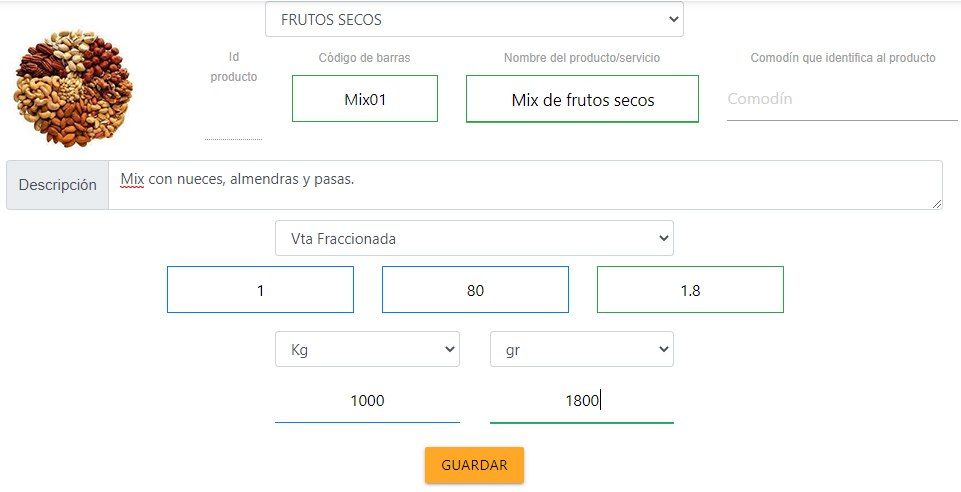 FRUTOS SECOS
Id
producto
Código de barras
Nombre del producto/servicio
Comodín que identifica al producto
Mix01
Mix de frutos secos
Comodín
Descripción
Mix con nueces, almendras y pasas.
Vta Fraccionada
1
80
1.8
Kg
gr
1000
1800
GUARDAR